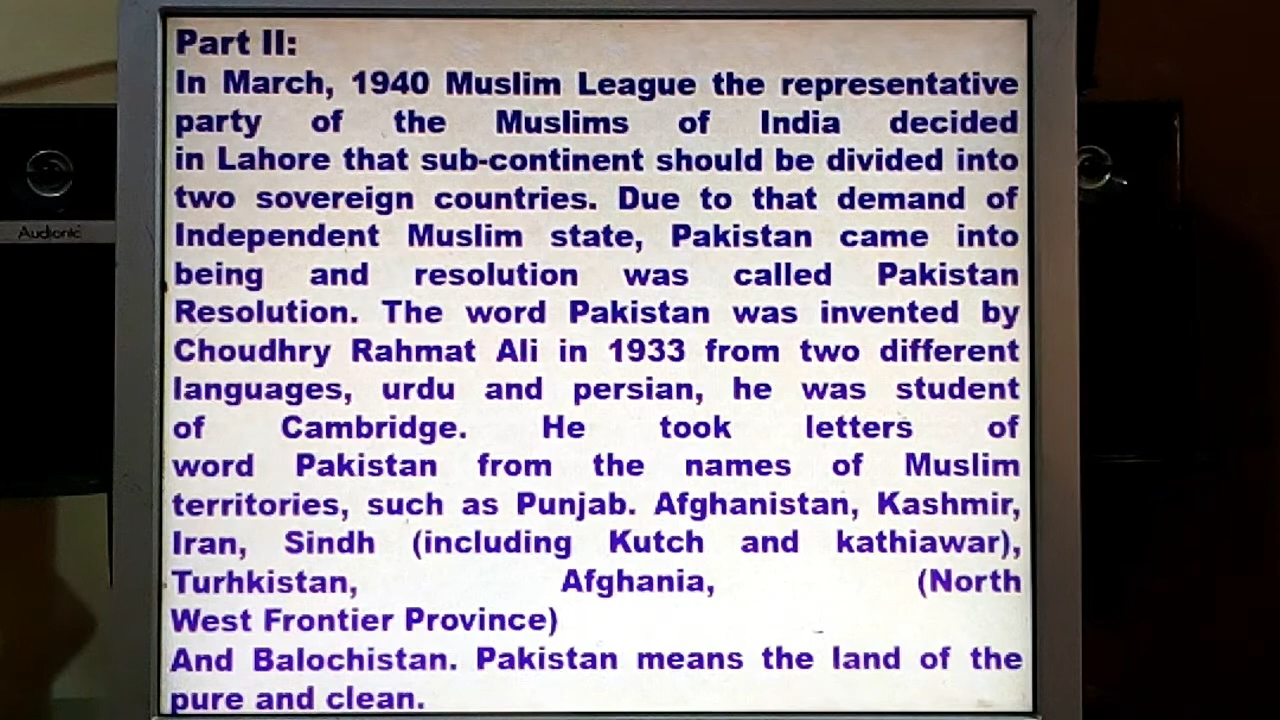 Part II:
In March, 1940 Muslim League the representative
party of the Muslims of India decided
in Lahore that sub-continent should be divided into
two sovereign countries. Due to that demand of
Independent Muslim state, Pakistan came into
being and resolution was called Pakistan
Resolution. The word Pakistan was invented by
Choudhry Rahmat Ali in 1933 from two different
languages, urdu and persian, he was student
of Cambridge. He took letters of
word Pakistan from the names of Muslim
territories, such as Punjab. Afghanistan, Kashmir,
Iran, Sindh (including Kutch and kathiawar),
Turhkistan, Afghania, (North
West Frontier Province)
And Balochistan. Pakistan means the land of the
pure and clean.
Audionic